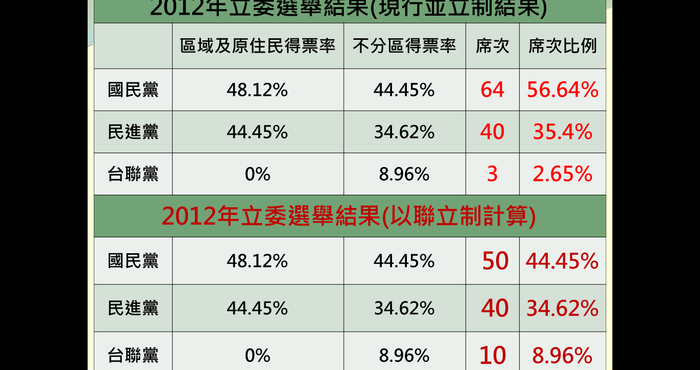 2012年立委選舉結果(現行並立制結果)
區域及原住民得票率 不分區得票率 席次 席次比例
國民黨 48.12% 44.45% 64 56.64%
民進黨 44.45% 34.62% 40 35.4%
台聯黨 0% 8.96% 3 2.65%
2012年立委選舉結果(以聯立制計算)
國民黨 48.12% 44.45% 50 44.45%
民進黨 44.45% 34.62% 40 34.62%
台聯黨 0% 8.96% 10 8.96%